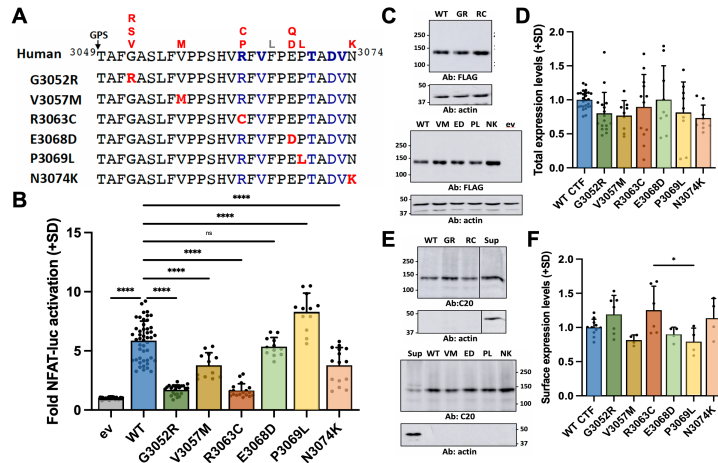 A
R
S
V
M
C
P
L
Q
D L
K
GPS
3049
3074
Human
TAFGASLFVPPSHVRFVFPEPTADVN
G3052R
TAFRASLFVPPSHVRFVFPEPTADVN
V3057M
TAFGASLFMPPSHVRFVFPEPTADVN
R3063C
TAFGASLFVPPSHVCFVFPEPTADVN
E3068D
TAFGASLFVPPSHVRFVFPDPTADVN
P3069L
TAFGASLFVPPSHVRFVFPELTADVN
N3074K
TAFGASLFVPPSHVRFVFPEPTADVK
B
Fold NFAT-luc activation (+SD)
15
10
5
0
****
****
ns
****
****
****
****
ev
WT
G3052R
V3057M
R3063C
E3068D
P3069L
N3074K
C
WT GR RC
200
150
100
Ab: FLAG
50
37
Ab: actin
WT VM ED PL NK ev
200
150
100
Ab: FLAG
50
37
Ab: actin
D
Total expression levels (+SD)
2.0
1.5
1.0
0.5
0.0
WT CTF
G3052R
V3057M
R3063C
E3068D
P3069L
N3074K
E
WT GR RC Sup
250
150
100
Ab:C20
50
37
Ab: actin
Sup WT VM ED PL NK
250
150
100
Ab: C20
50
37
Ab: actin
F
Surface expression levels (+SD)
2.0
1.5
1.0
0.5
0.0
*
WT CTF
G3052R
V3057M
R3063C
E3068D
P3069L
N3074K